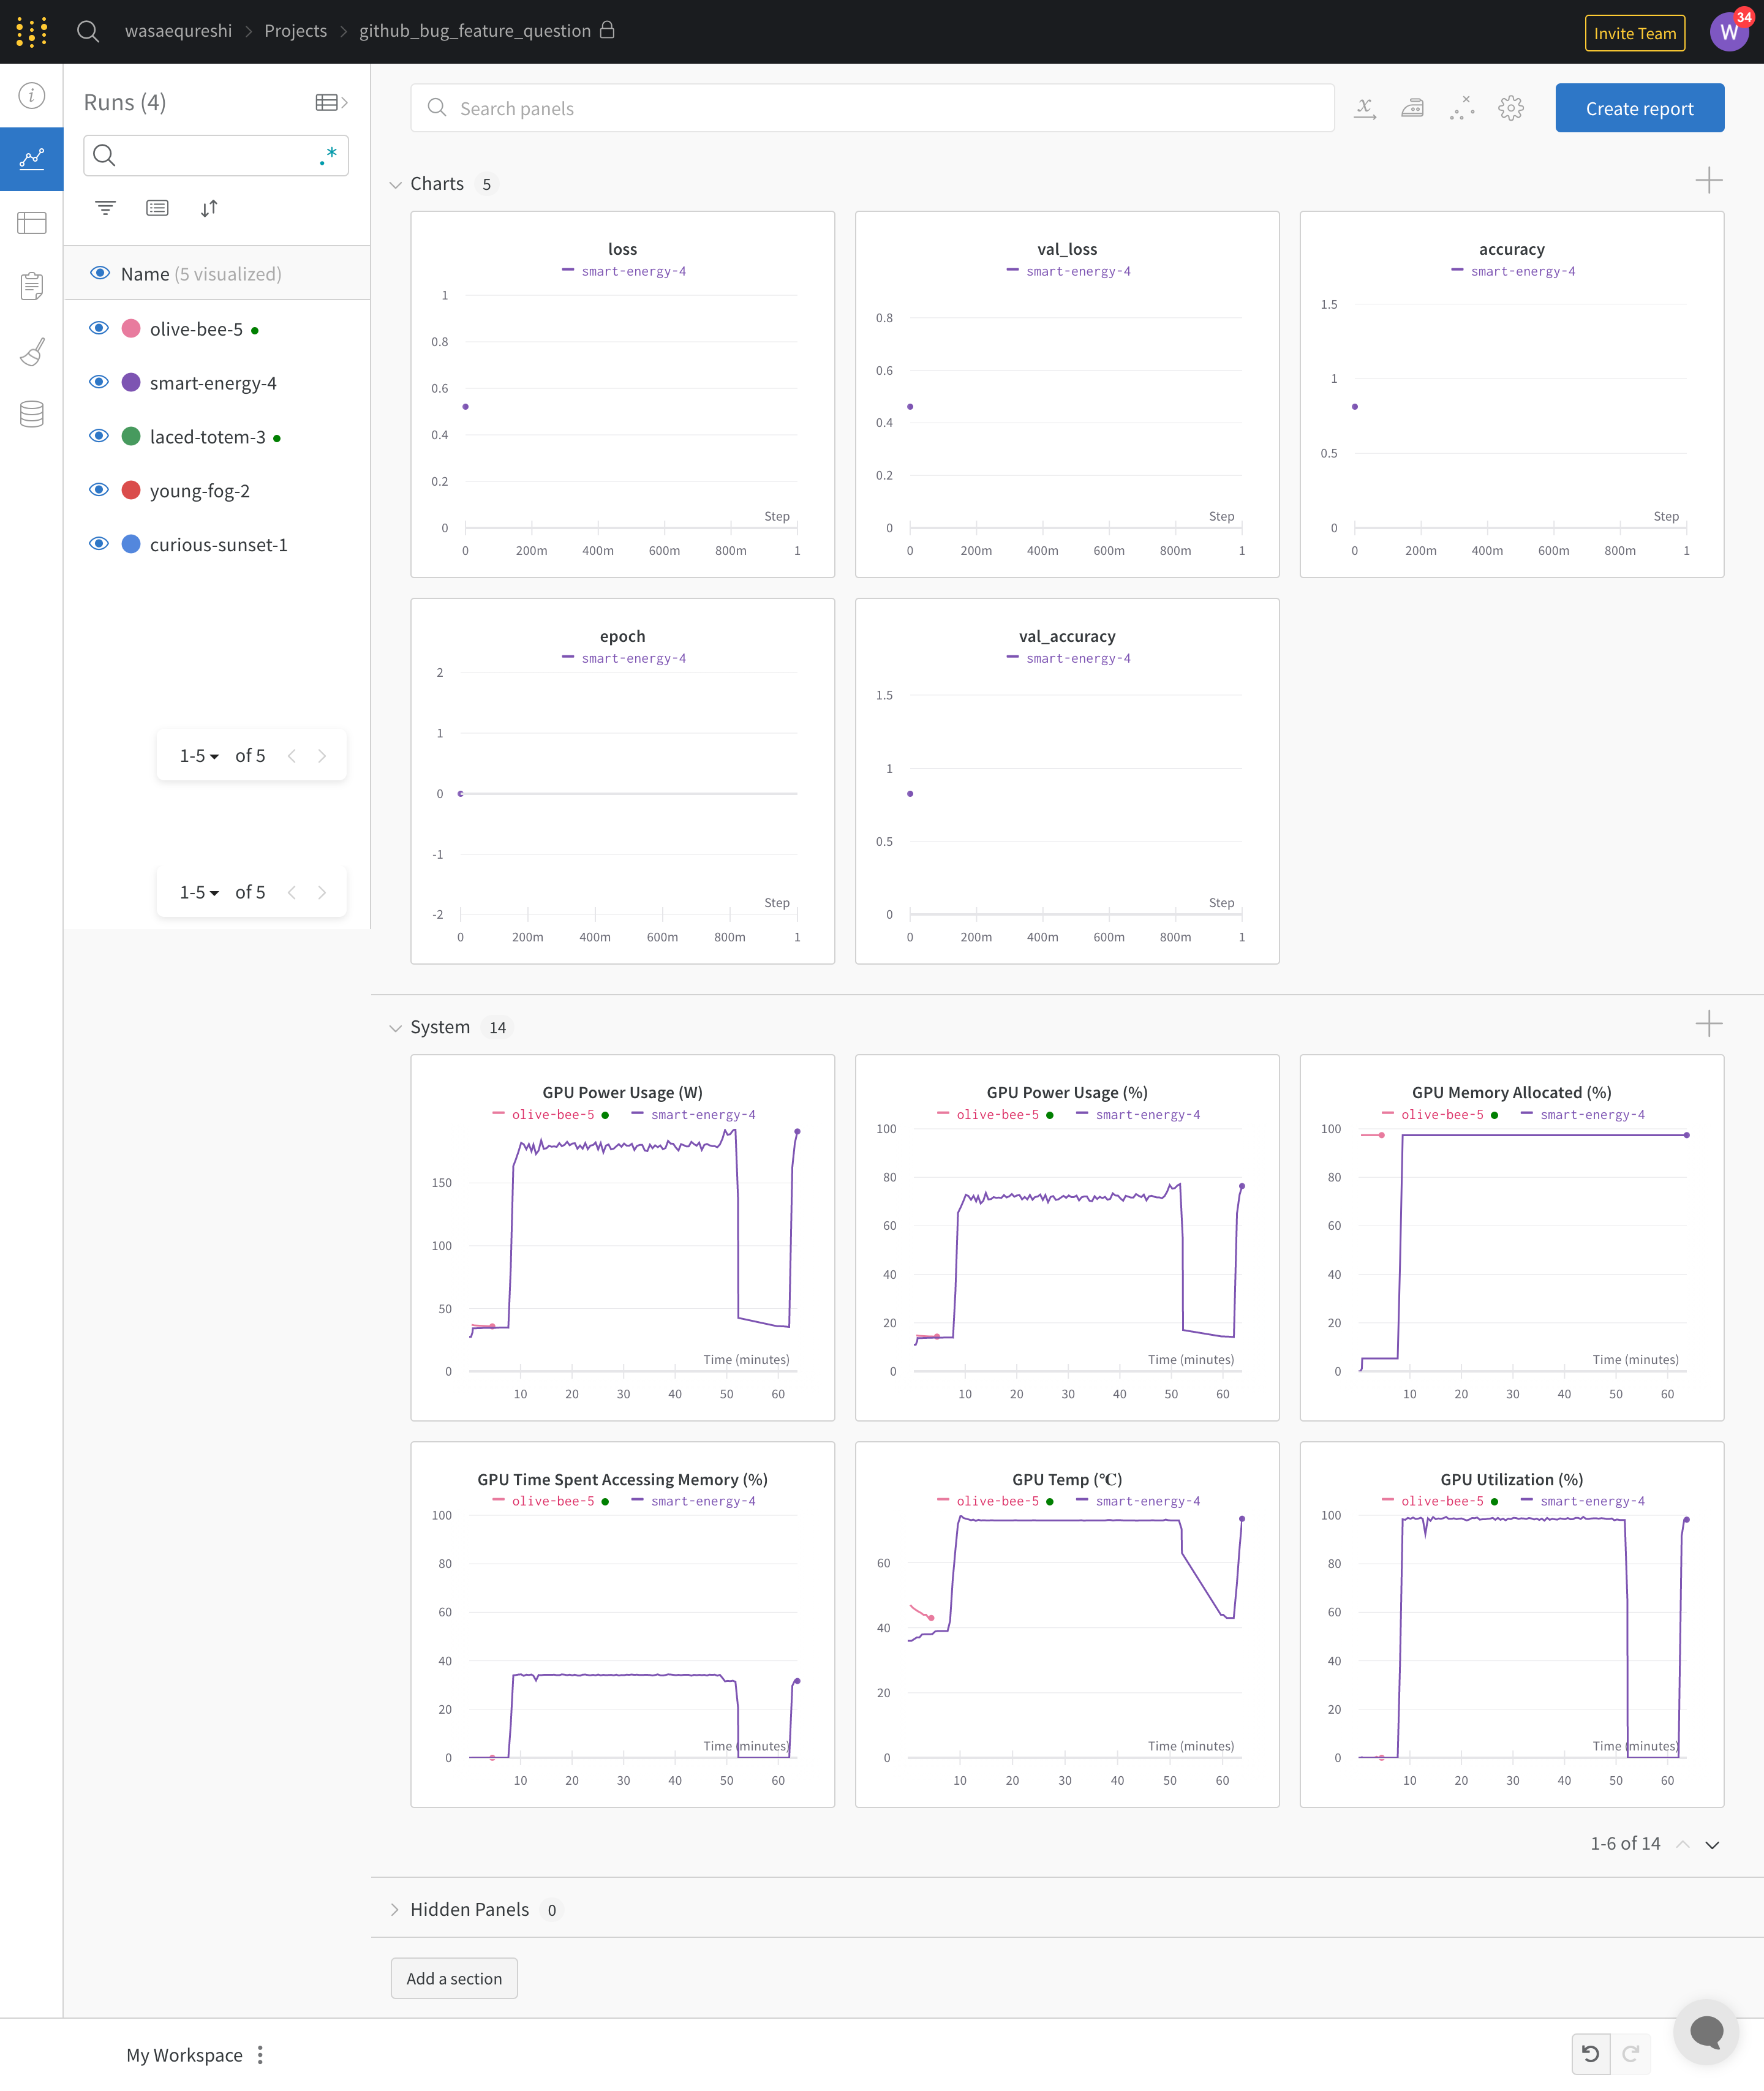 wasaequreshi > Projects > github_bug_feature_question
Invite Team
W
34
Runs (4)
.*
Name (5 visualized)
olive-bee-5
smart-energy-4
laced-totem-3
young-fog-2
curious-sunset-1
1-5 of 5
1-5 of 5
Search panels
Create report
Charts 5
loss
smart-energy-4
1
0.8
0.6
0.4
0.2
0
Step
0 200m 400m 600m 800m 1
val_loss
smart-energy-4
0.8
0.6
0.4
0.2
0
Step
0 200m 400m 600m 800m 1
accuracy
smart-energy-4
1.5
1
0.5
0
Step
0 200m 400m 600m 800m 1
epoch
smart-energy-4
2
1
0
-1
-2
Step
0 200m 400m 600m 800m 1
val_accuracy
smart-energy-4
1.5
1
0.5
0
Step
0 200m 400m 600m 800m 1
System 14
GPU Power Usage (W)
olive-bee-5 smart-energy-4
150
100
50
0
Time (minutes)
10 20 30 40 50 60
GPU Power Usage (%)
olive-bee-5 smart-energy-4
100
80
60
40
20
0
Time (minutes)
10 20 30 40 50 60
GPU Memory Allocated (%)
olive-bee-5 smart-energy-4
100
80
60
40
20
0
Time (minutes)
10 20 30 40 50 60
GPU Time Spent Accessing Memory (%)
olive-bee-5 smart-energy-4
100
80
60
40
20
0
Time (minutes)
10 20 30 40 50 60
GPU Temp (℃)
olive-bee-5 smart-energy-4
60
40
20
0
Time (minutes)
10 20 30 40 50 60
GPU Utilization (%)
olive-bee-5 smart-energy-4
100
80
60
40
20
0
Time (minutes)
10 20 30 40 50 60
1-6 of 14
Hidden Panels 0
Add a section
My Workspace